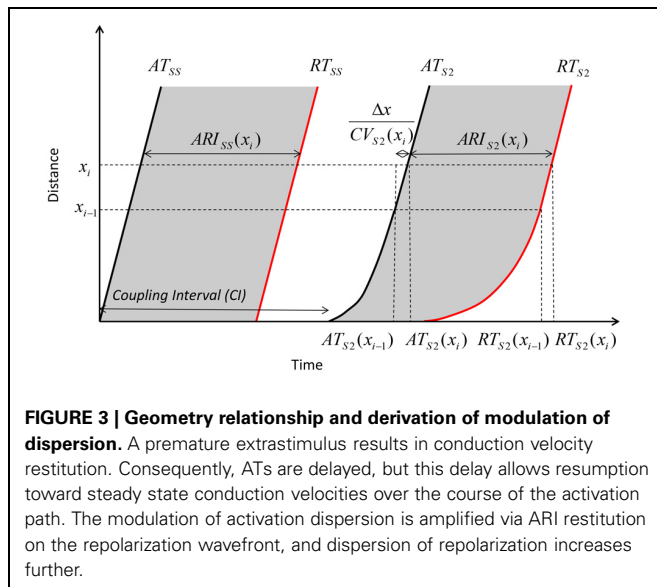 AT_SS
RT_SS
AT_S2
RT_S2
Δx
CV_S2(x_i)
ARI_SS(x_i)
ARI_S2(x_i)
x_i
x_{i-1}
Distance
Coupling Interval (CI)
AT_S2(x_{i-1}) AT_S2(x_i) RT_S2(x_{i-1}) RT_S2(x_i)
Time
FIGURE 3 | Geometry relationship and derivation of modulation of
dispersion. A premature extrastimulus results in conduction velocity
restitution. Consequently, ATs are delayed, but this delay allows resumption
toward steady state conduction velocities over the course of the activation
path. The modulation of activation dispersion is amplified via ARI restitution
on the repolarization wavefront, and dispersion of repolarization increases
further.